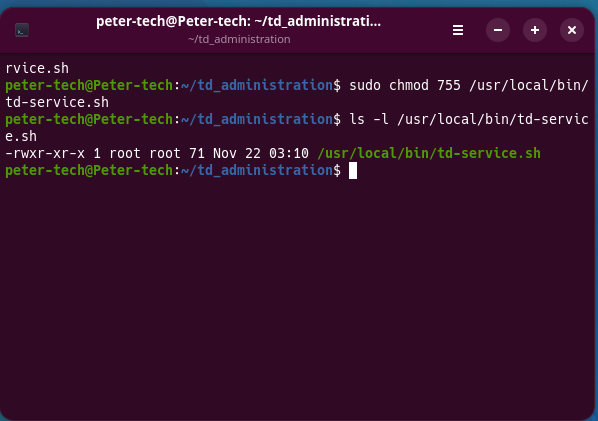 peter-tech@Peter-tech: ~/td_administrati...
~/td_administration
rvice.sh
peter-tech@Peter-tech:~/td_administration$ sudo chmod 755 /usr/local/bin/
td-service.sh
peter-tech@Peter-tech:~/td_administration$ ls -l /usr/local/bin/td-servic
e.sh
-rwxr-xr-x 1 root root 71 Nov 22 03:10 /usr/local/bin/td-service.sh
peter-tech@Peter-tech:~/td_administration$